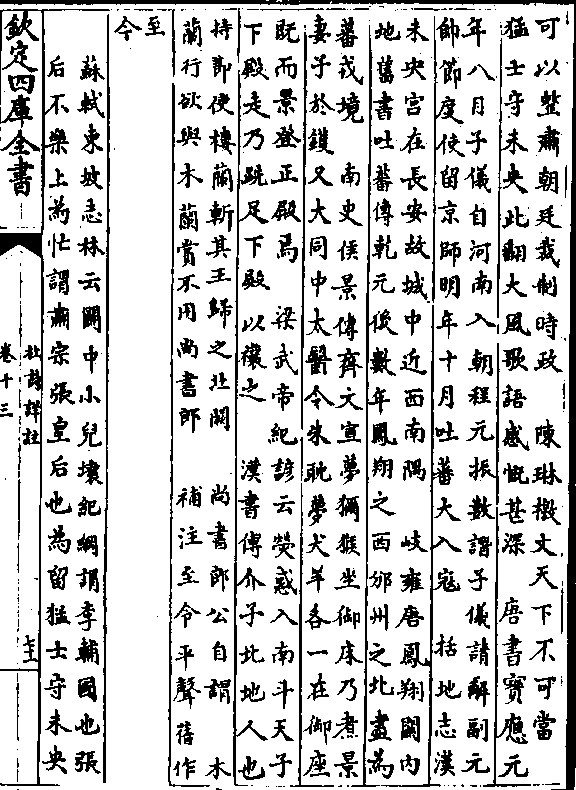 可以整肅朝廷裁制時政　陳琳檄文天下不可當
猛士守未央此翻大風歌語感慨甚深　唐書寳應元
年八月子儀自河南入朝程元振數譖子儀請解副元
帥節度使留京師明年十月吐蕃大入寇　括地志漢
未央宫在長安故城中近西南隅　岐雍唐鳳翔闗内
地舊書吐蕃傳乾元後數年鳳翔之西邠州之北盡為
蕃戎境　南史侯景傳齊文宣夢獼猴坐御床乃煮景
妻子於鑊又大同中太醫令朱耽夢犬羊各一在御座
既而景登正殿焉　梁武帝紀諺云熒惑入南斗天子
下殿走乃跣足下殿以禳之　漢書傳介子北地人也
持節使樓蘭斬其王歸之北闕　尚書郎公自謂　木
蘭行欲與木蘭賞不用尚書郎　補注至令平聲舊作
至
今
蘇軾東坡志林云闗中小兒壊紀綱謂李輔國也張
后不樂上為忙謂肅宗張皇后也為留猛士守未央
欽定四庫全書
杜詩詳註
卷十三